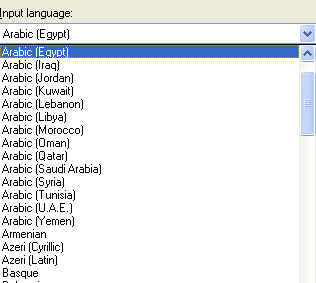 Input language:
Arabic (Egypt)
Arabic (Egypt)
Arabic (Iraq)
Arabic (Jordan)
Arabic (Kuwait)
Arabic (Lebanon)
Arabic (Libya)
Arabic (Morocco)
Arabic (Oman)
Arabic (Qatar)
Arabic (Saudi Arabia)
Arabic (Syria)
Arabic (Tunisia)
Arabic (U.A.E.)
Arabic (Yemen)
Armenian
Azeri (Cyrillic)
Azeri (Latin)
Basque